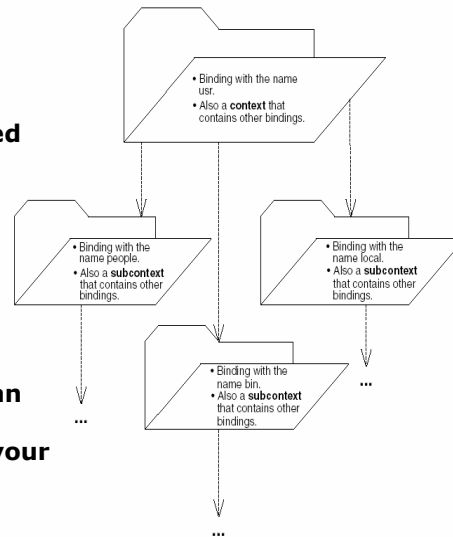 • Binding with the name
usr.
• Also a context that
contains other bindings.
ed
• Binding with the
name people.
• Also a subcontext
that contains other
bindings.
• Binding with the
name local.
• Also a subcontext
that contains other
bindings.
• Binding with the
name bin.
• Also a subcontext
that contains other
bindings.
...
...
an
your
...